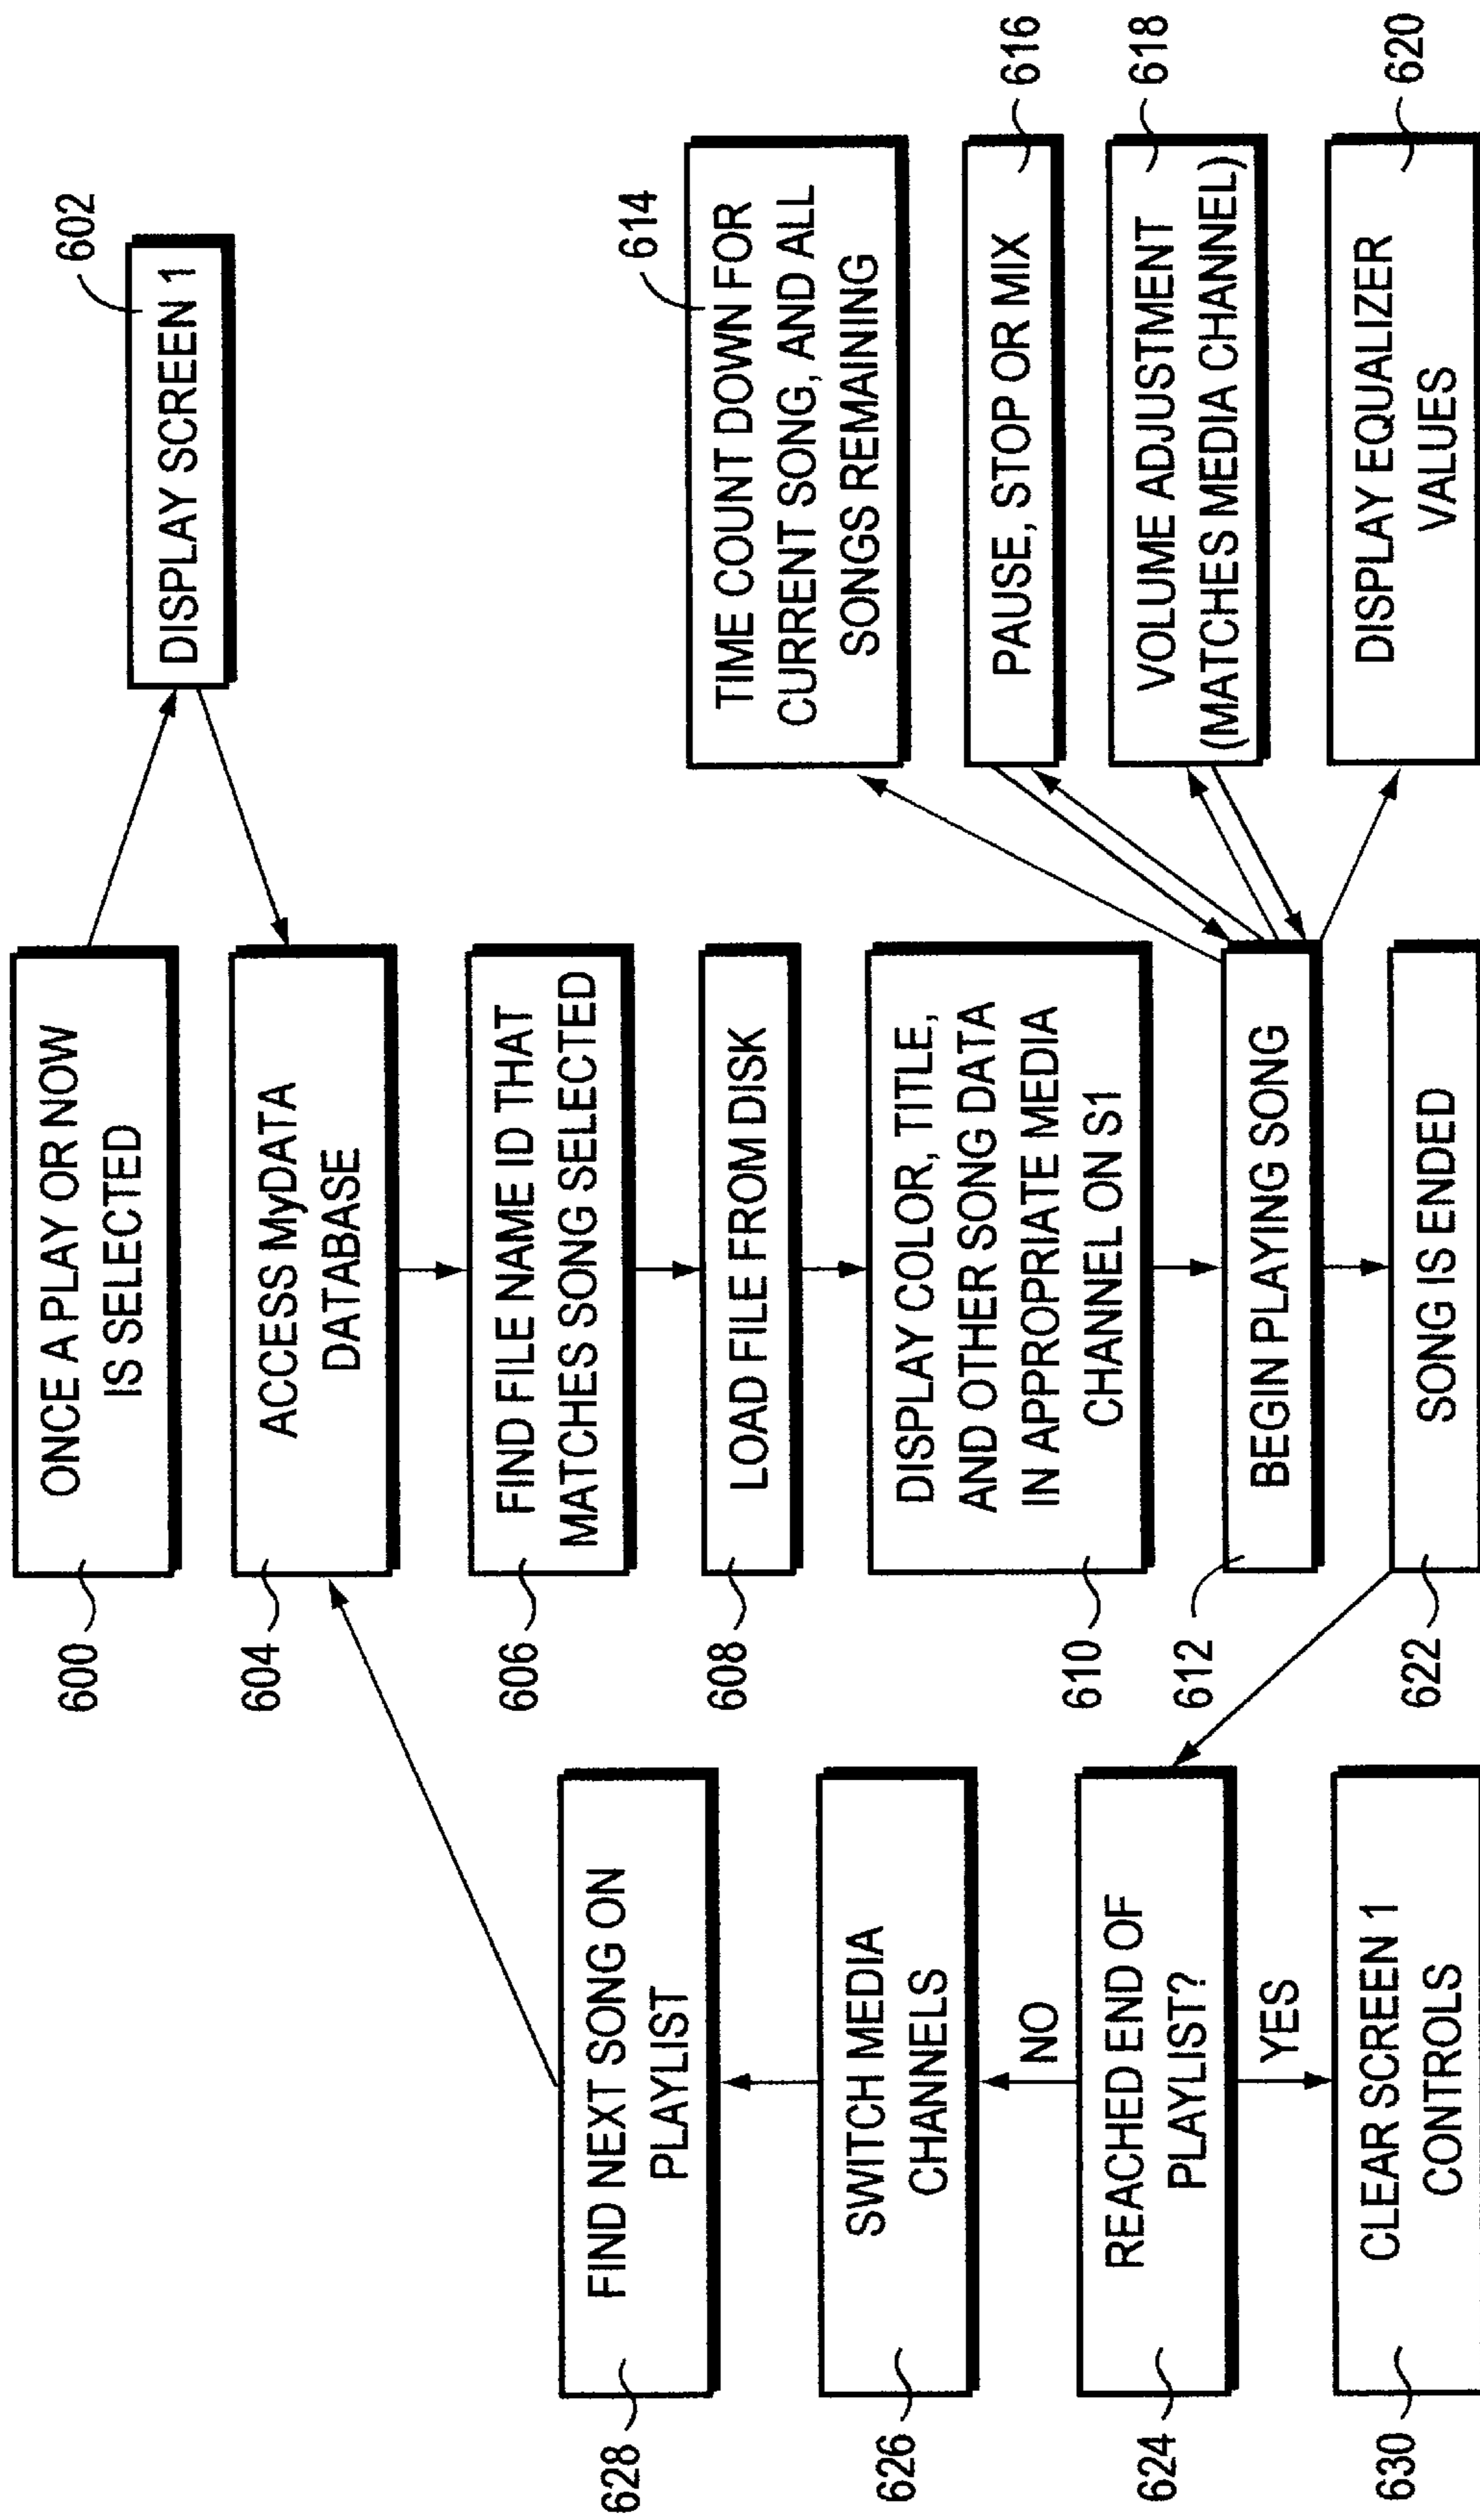 600
ONCE A PLAY OR NOW
IS SELECTED
602
DISPLAY SCREEN 1
604
ACCESS MyDATA
DATABASE
606
FIND FILE NAME ID THAT
MATCHES SONG SELECTED
608
LOAD FILE FROM DISK
610
DISPLAY COLOR, TITLE,
AND OTHER SONG DATA
IN APPROPRIATE MEDIA
CHANNEL ON S1
612
BEGIN PLAYING SONG
614
TIME COUNT DOWN FOR
CURRENT SONG, AND ALL
SONGS REMAINING
616
PAUSE, STOP OR MIX
618
VOLUME ADJUSTMENT
(MATCHES MEDIA CHANNEL)
620
DISPLAY EQUALIZER
VALUES
622
SONG IS ENDED
628
FIND NEXT SONG ON
PLAYLIST
626
SWITCH MEDIA
CHANNELS
NO
624
REACHED END OF
PLAYLIST?
YES
630
CLEAR SCREEN 1
CONTROLS